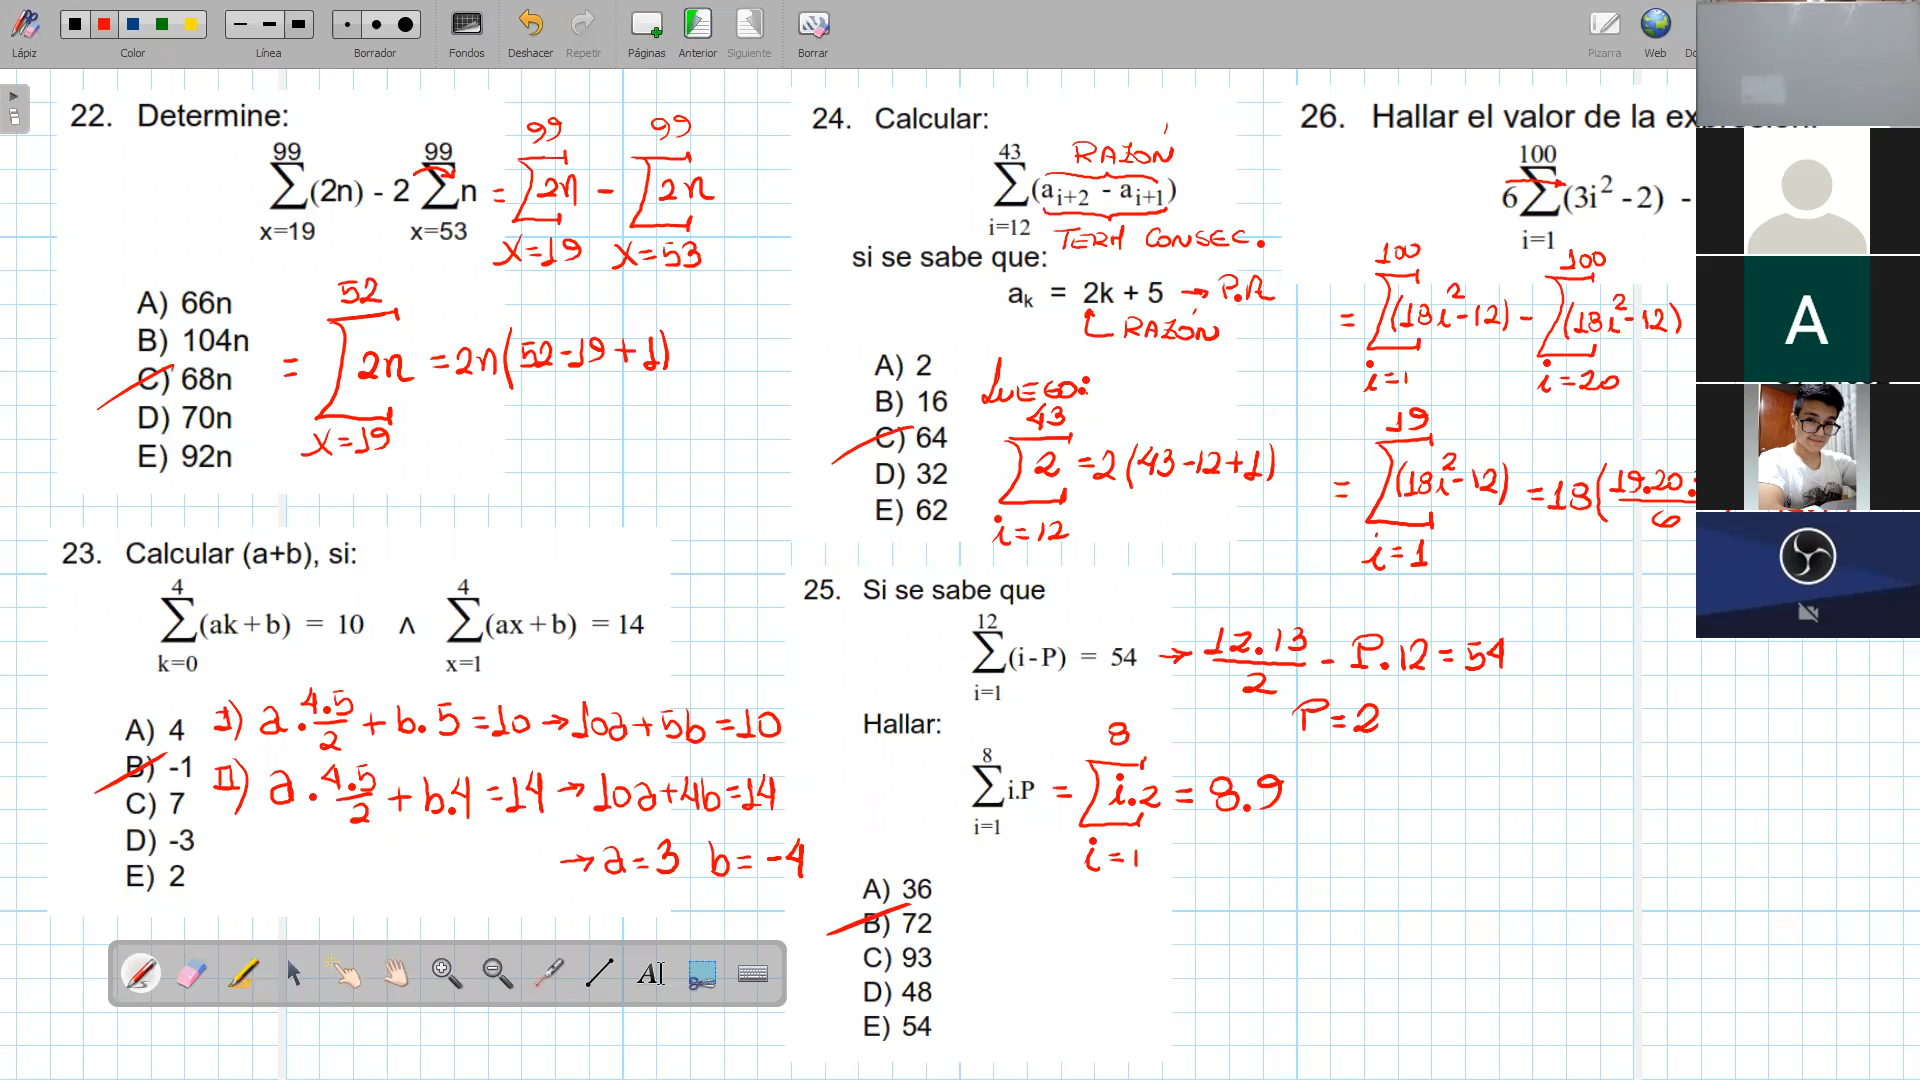 Lápiz
Color
Línea
Borrador
Fondos
Deshacer
Repetir
Páginas
Anterior
Siguiente
Borrar
Pizarra
Web
22. Determine:
99 99 99 99
∑(2n) - 2 ∑n = ∑2n - ∑2n
x=19 x=53 x=19 x=53
A) 66n
B) 104n
C) 68n
D) 70n
E) 92n
52
= ∑ 2n = 2n(52-19+1)
x=19
23. Calcular (a+b), si:
4 4
∑(ak+b) = 10 ∧ ∑(ax+b) = 14
k=0 x=1
A) 4
B) -1
C) 7
D) -3
E) 2
I) a.4.5/2 + b.5 = 10 → 10a+5b=10
II) a.4.5/2 + b.4 = 14 → 10a+4b=14
→ a=3 b=-4
24. Calcular:
RAZÓN
43
∑(aᵢ₊₂ - aᵢ₊₁)
i=12
TERM CONSEC.
si se sabe que:
aₖ = 2k + 5 → P.A
RAZÓN
A) 2
B) 16
C) 64
D) 32
E) 62
LUEGO:
43
∑ 2 = 2(43-12+1)
i=12
25. Si se sabe que
12
∑(i-P) = 54 → 12.13/2 - P.12 = 54
i=1
P=2
Hallar:
8 8
∑ i.P = ∑ i.2 = 8.9
i=1 i=1
A) 36
B) 72
C) 93
D) 48
E) 54
26. Hallar el valor de la
100
6∑(3i²-2) -
i=1
100 100
= ∑(18i²-12) - ∑(18i²-12)
i=1 i=20
19
= ∑(18i²-12) = 18(19.20./6
i=1
A
AI